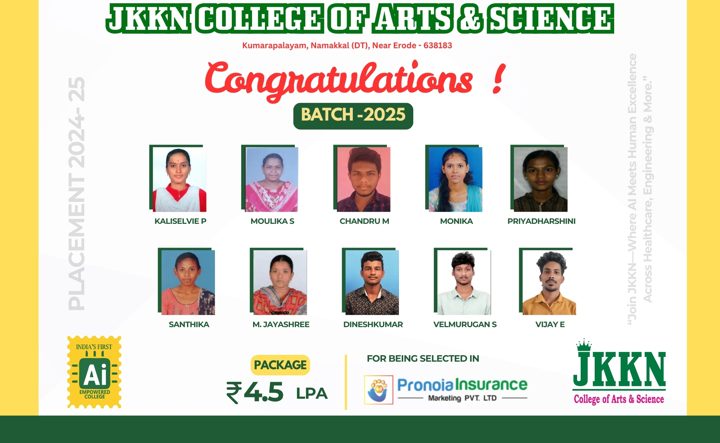 JKKN COLLEGE OF ARTS & SCIENCE
Kumarapalayam, Namakkal (DT), Near Erode - 638183
Congratulations !
BATCH -2025
PLACEMENT 2024- 25
"Join JKKN—Where AI Meets Human Excellence
Across Healthcare, Engineering & More."
KALISELVIE P
MOULIKA S
CHANDRU M
MONIKA
PRIYADHARSHINI
SANTHIKA
M. JAYASHREE
DINESHKUMAR
VELMURUGAN S
VIJAY E
INDIA'S FIRST
Ai
EMPOWERED
COLLEGE
PACKAGE
₹4.5 LPA
FOR BEING SELECTED IN
Pronoia Insurance
Marketing PVT. LTD
JKKN
College of Arts & Science